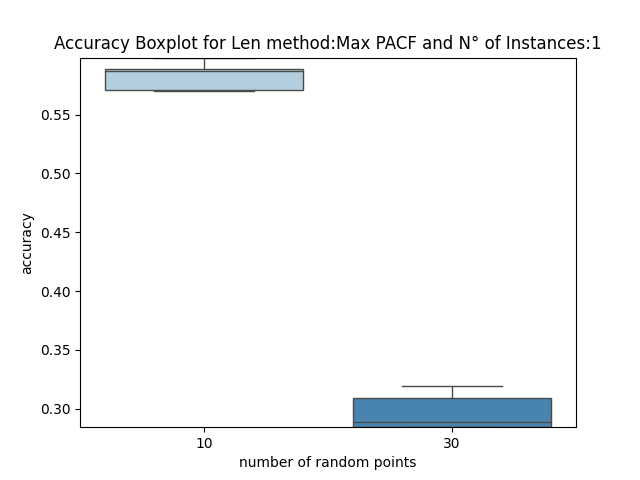 Accuracy Boxplot for Len method:Max PACF and N° of Instances:1
0.55
0.50
0.45
0.40
0.35
0.30
accuracy
10 30
number of random points